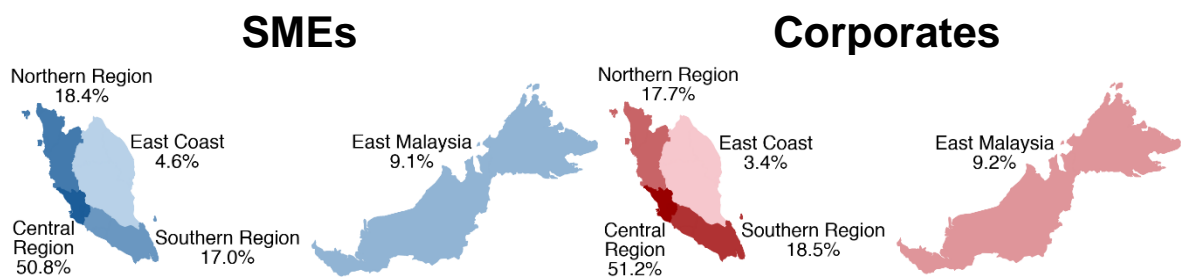 SMEs
Northern Region
18.4%
East Coast
4.6%
East Malaysia
9.1%
Central
Region
50.8%
Southern Region
17.0%
Corporates
Northern Region
17.7%
East Coast
3.4%
East Malaysia
9.2%
Central
Region
51.2%
Southern Region
18.5%